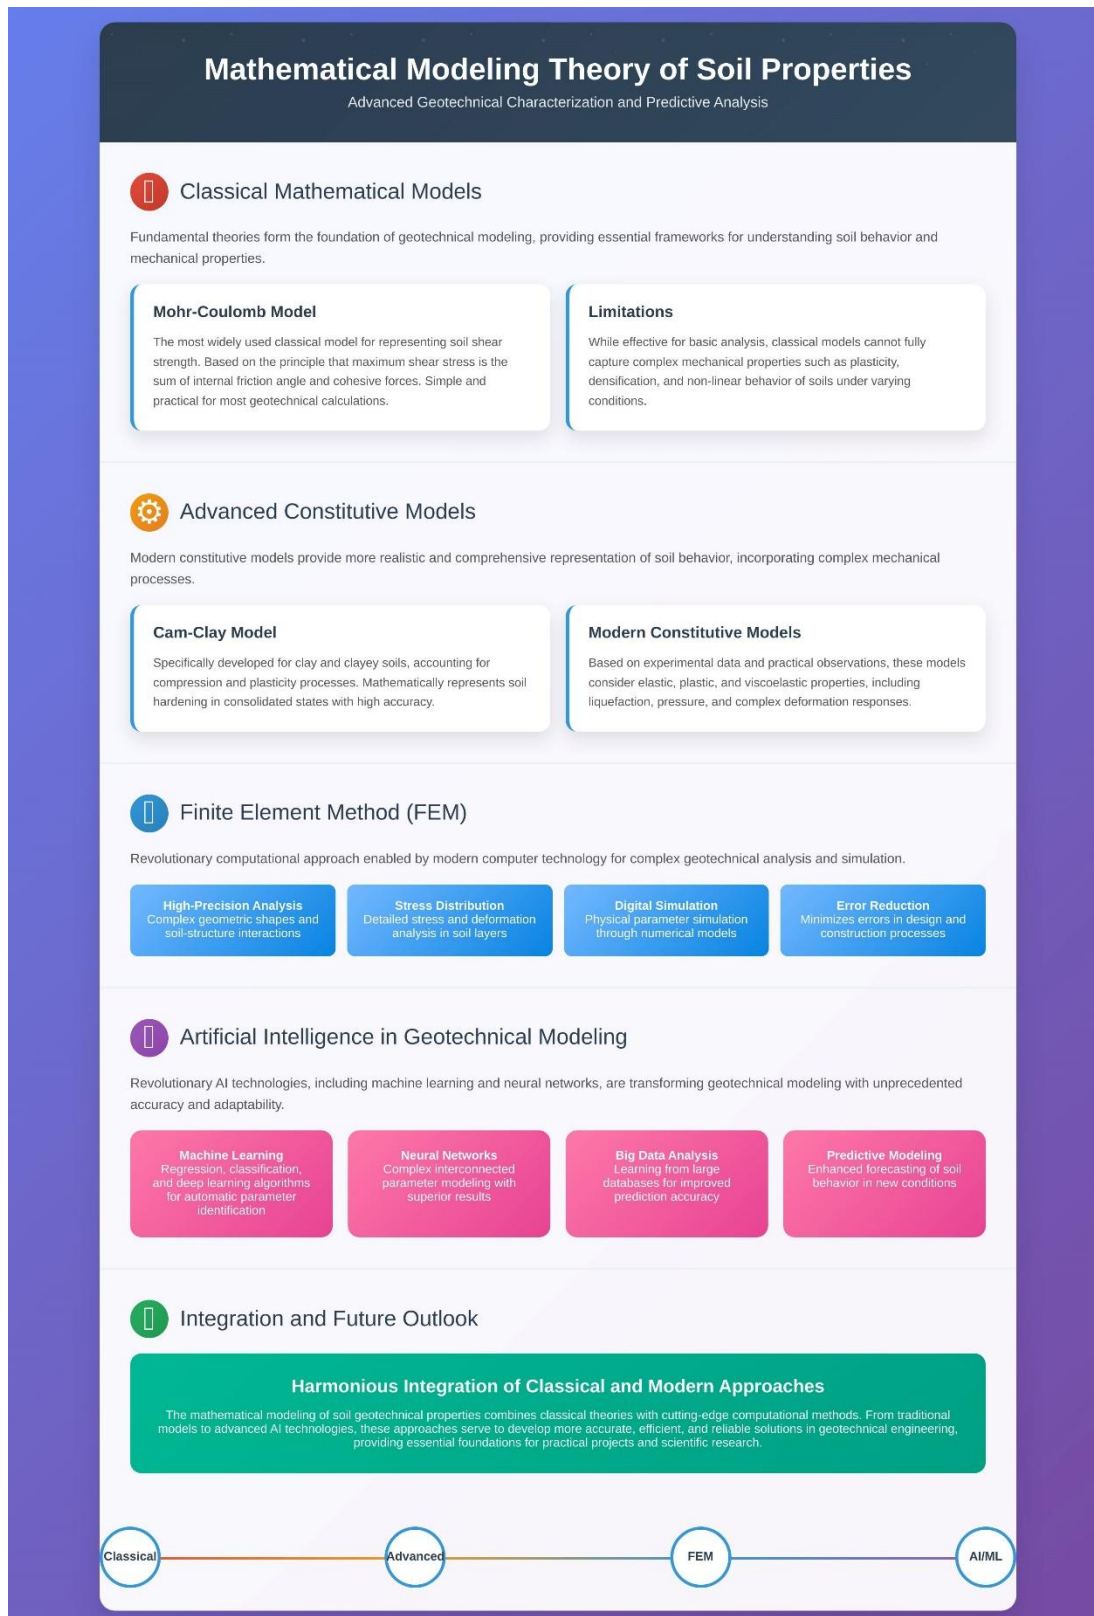 Mathematical Modeling Theory of Soil Properties
Advanced Geotechnical Characterization and Predictive Analysis
Classical Mathematical Models
Fundamental theories form the foundation of geotechnical modeling, providing essential frameworks for understanding soil behavior and
mechanical properties.
Mohr-Coulomb Model
The most widely used classical model for representing soil shear
strength. Based on the principle that maximum shear stress is the
sum of internal friction angle and cohesive forces. Simple and
practical for most geotechnical calculations.
Limitations
While effective for basic analysis, classical models cannot fully
capture complex mechanical properties such as plasticity,
densification, and non-linear behavior of soils under varying
conditions.
Advanced Constitutive Models
Modern constitutive models provide more realistic and comprehensive representation of soil behavior, incorporating complex mechanical
processes.
Cam-Clay Model
Specifically developed for clay and clayey soils, accounting for
compression and plasticity processes. Mathematically represents soil
hardening in consolidated states with high accuracy.
Modern Constitutive Models
Based on experimental data and practical observations, these models
consider elastic, plastic, and viscoelastic properties, including
liquefaction, pressure, and complex deformation responses.
Finite Element Method (FEM)
Revolutionary computational approach enabled by modern computer technology for complex geotechnical analysis and simulation.
High-Precision Analysis
Complex geometric shapes and
soil-structure interactions
Stress Distribution
Detailed stress and deformation
analysis in soil layers
Digital Simulation
Physical parameter simulation
through numerical models
Error Reduction
Minimizes errors in design and
construction processes
Artificial Intelligence in Geotechnical Modeling
Revolutionary AI technologies, including machine learning and neural networks, are transforming geotechnical modeling with unprecedented
accuracy and adaptability.
Machine Learning
Regression, classification,
and deep learning algorithms
for automatic parameter
identification
Neural Networks
Complex interconnected
parameter modeling with
superior results
Big Data Analysis
Learning from large
databases for improved
prediction accuracy
Predictive Modeling
Enhanced forecasting of soil
behavior in new conditions
Integration and Future Outlook
Harmonious Integration of Classical and Modern Approaches
The mathematical modeling of soil geotechnical properties combines classical theories with cutting-edge computational methods. From traditional
models to advanced AI technologies, these approaches serve to develop more accurate, efficient, and reliable solutions in geotechnical engineering,
providing essential foundations for practical projects and scientific research.
Classical
Advanced
FEM
AI/ML